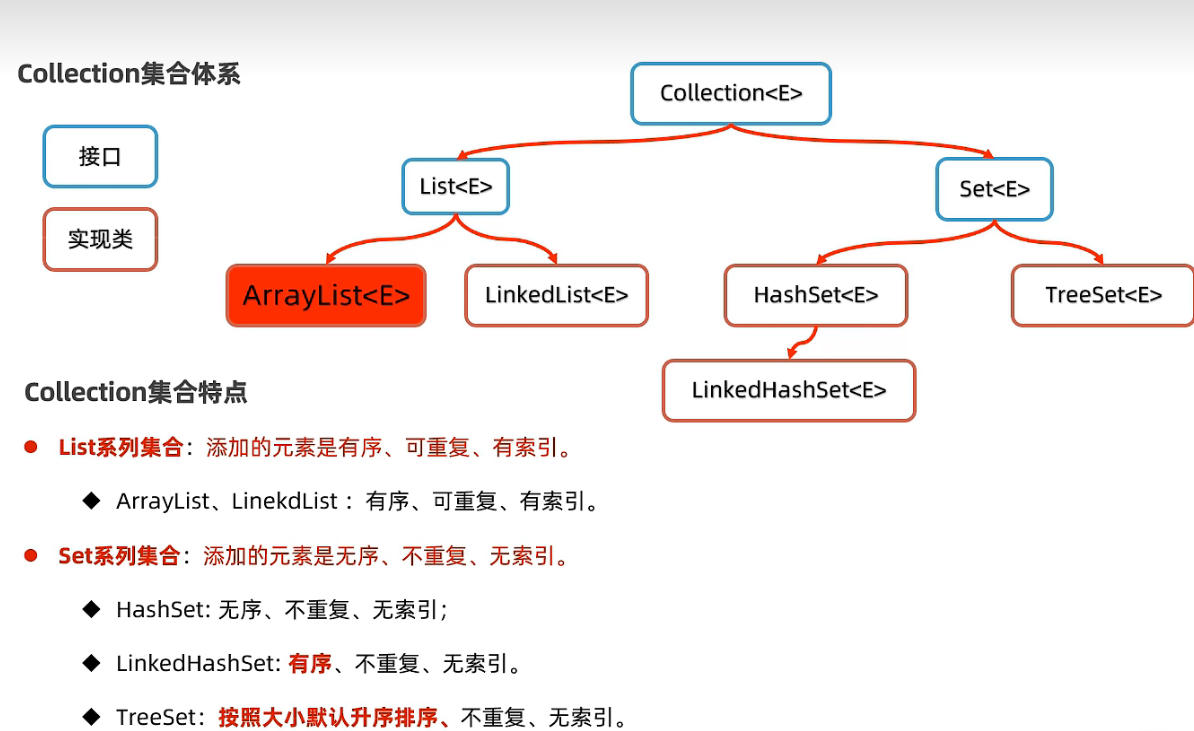 Collection集合体系
Collection<E>
接口
List<E>
Set<E>
实现类
ArrayList<E>
LinkedList<E>
HashSet<E>
TreeSet<E>
LinkedHashSet<E>
Collection集合特点
List系列集合：添加的元素是有序、可重复、有索引。
ArrayList、LinekdList ：有序、可重复、有索引。
Set系列集合：添加的元素是无序、不重复、无索引。
HashSet: 无序、不重复、无索引；
LinkedHashSet: 有序、不重复、无索引。
TreeSet：按照大小默认升序排序、不重复、无索引。